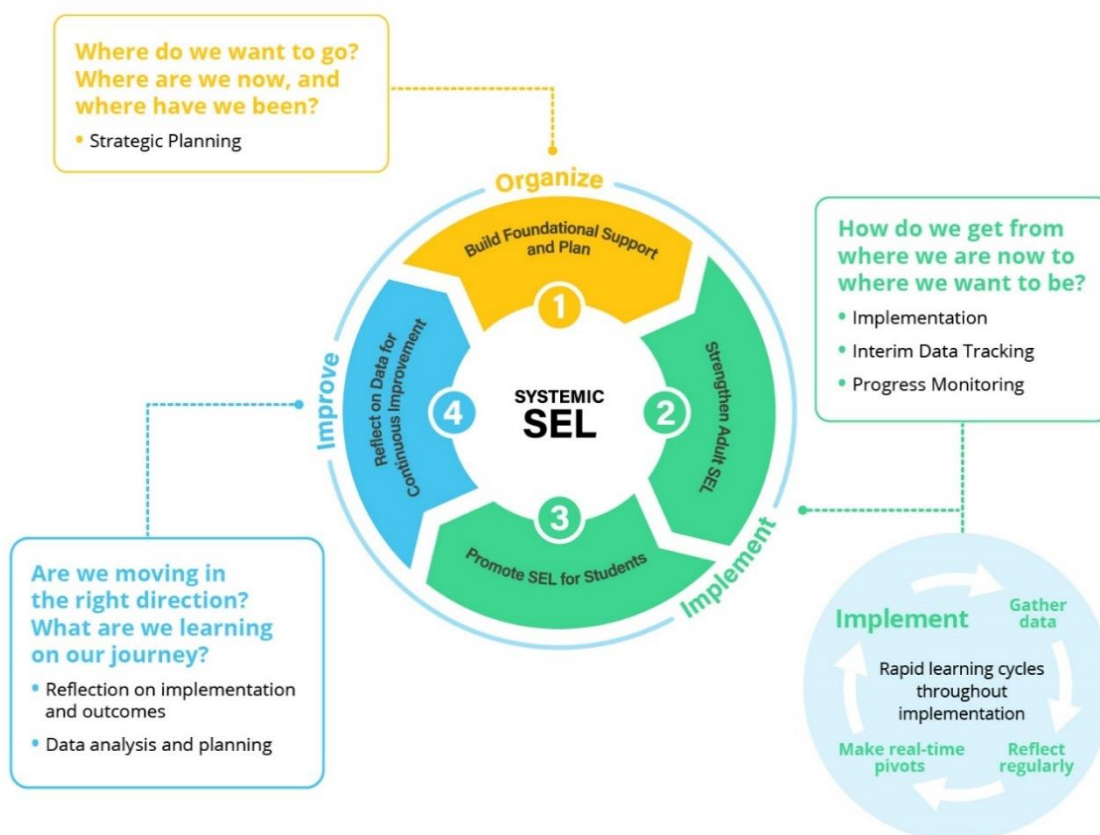 Where do we want to go?
Where are we now, and
where have we been?
• Strategic Planning
Organize
Build Foundational Support
and Plan
1
How do we get from
where we are now to
where we want to be?
• Implementation
• Interim Data Tracking
• Progress Monitoring
Strengthen Adult SEL
2
Implement
SYSTEMIC
SEL
3
Promote SEL for Students
Improve
Reflect on Data for
Continuous Improvement
4
Are we moving in
the right direction?
What are we learning
on our journey?
• Reflection on implementation
and outcomes
• Data analysis and planning
Implement
Gather
data
Rapid learning cycles
throughout
implementation
Make real-time
pivots
Reflect
regularly